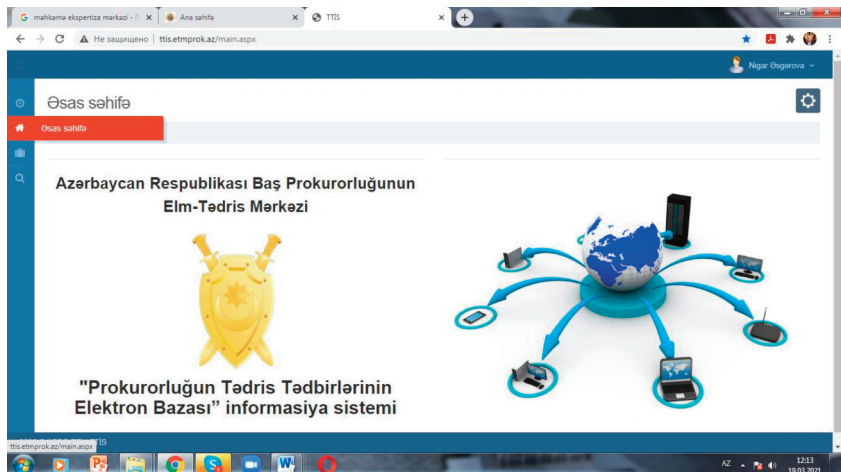 məhkəmə ekspertiza mərkəzi - П
Ana səhifə
TTİS
Не защищено
ttis.etmprok.az/main.aspx
Nigar Əsgərova
Əsas səhifə
Əsas səhifə
Azərbaycan Respublikası Baş Prokurorluğunun
Elm-Tədris Mərkəzi
"Prokurorluğun Tədris Tədbirlərinin
Elektron Bazası” informasiya sistemi
ttis.etmprok.az/main.aspx
AZ
12:13
19.03.2021